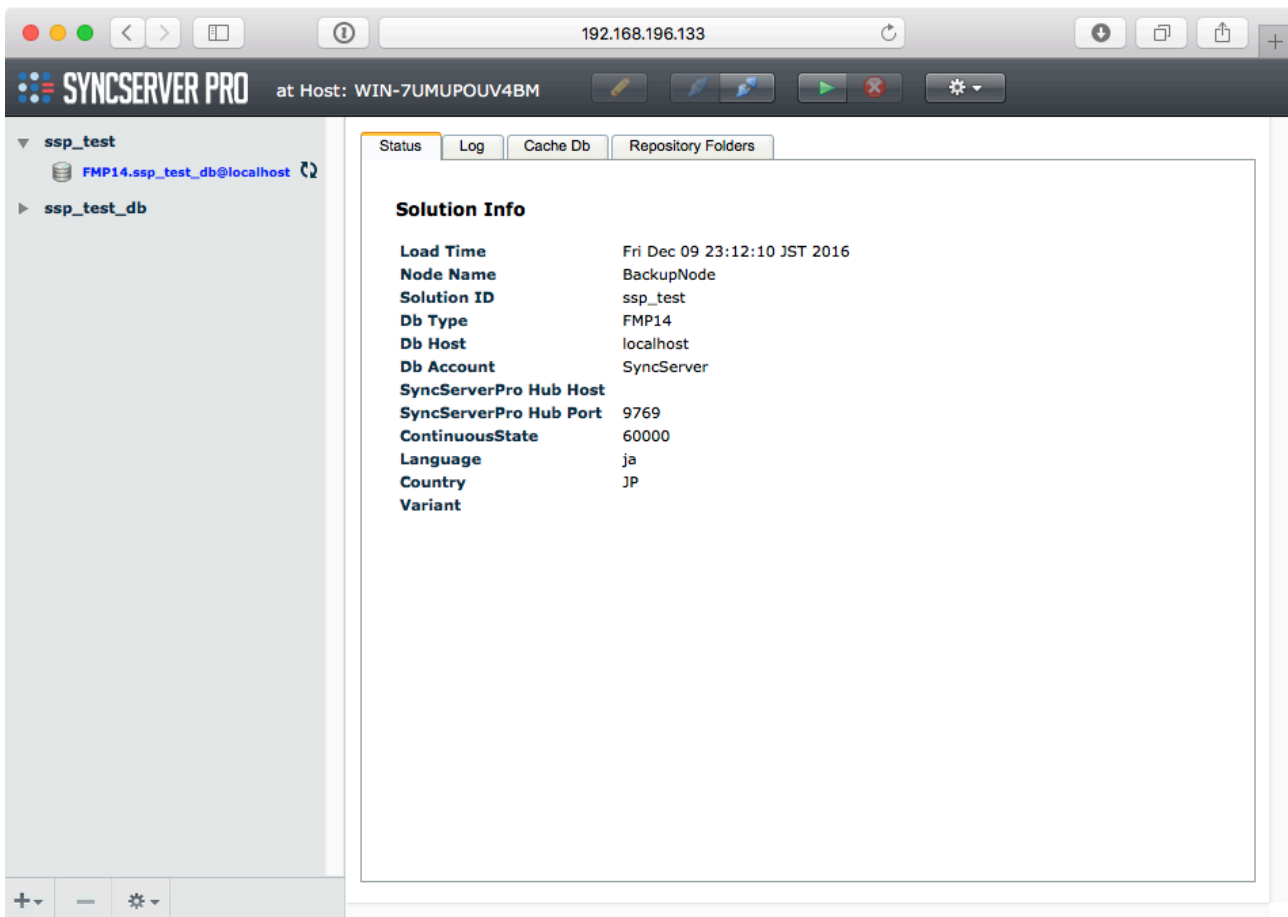 192.168.196.133
SYNCSERVER PRO at Host: WIN-7UMUPOUV4BM
ssp_test
FMP14.ssp_test_db@localhost
ssp_test_db
Status Log Cache Db Repository Folders
Solution Info
Load Time Fri Dec 09 23:12:10 JST 2016
Node Name BackupNode
Solution ID ssp_test
Db Type FMP14
Db Host localhost
Db Account SyncServer
SyncServerPro Hub Host
SyncServerPro Hub Port 9769
ContinuousState 60000
Language ja
Country JP
Variant